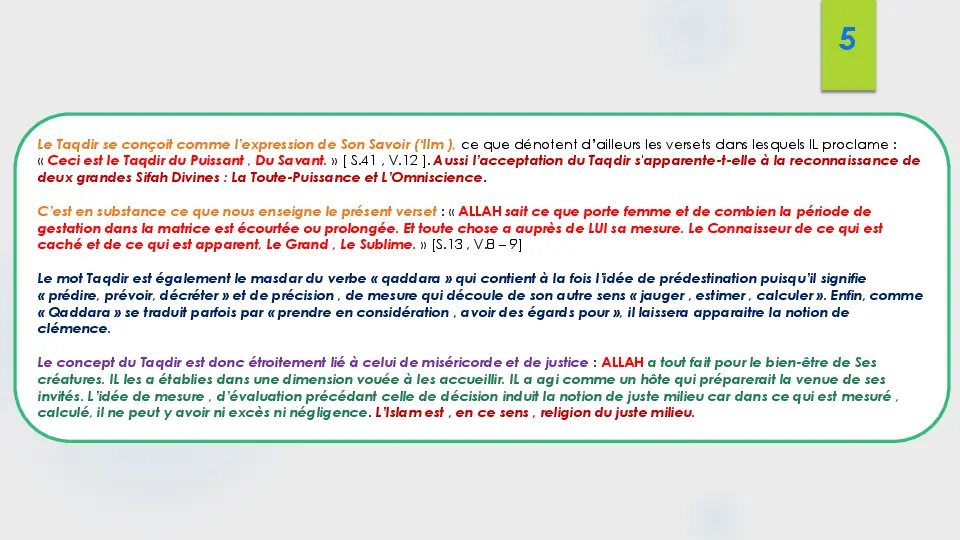 5
Le Taqdir se conçoit comme l'expression de Son Savoir (‘Ilm ), ce que dénotent d'ailleurs les versets dans lesquels IL proclame :
« Ceci est le Taqdir du Puissant , Du Savant. » [ S.41 , V.12 ]. Aussi l'acceptation du Taqdir s'apparente-t-elle à la reconnaissance de
deux grandes Sifah Divines : La Toute-Puissance et L'Omniscience.
C'est en substance ce que nous enseigne le présent verset : « ALLAH sait ce que porte femme et de combien la période de
gestation dans la matrice est écourtée ou prolongée. Et toute chose a auprès de LUI sa mesure. Le Connaisseur de ce qui est
caché et de ce qui est apparent, Le Grand , Le Sublime. » [S.13 , V.8 – 9]
Le mot Taqdir est également le masdar du verbe « qaddara » qui contient à la fois l'idée de prédestination puisqu'il signifie
« prédire, prévoir, décréter » et de précision , de mesure qui découle de son autre sens « jauger , estimer , calculer ». Enfin, comme
« Qaddara » se traduit parfois par « prendre en considération , avoir des égards pour », il laissera apparaitre la notion de
clémence.
Le concept du Taqdir est donc étroitement lié à celui de miséricorde et de justice : ALLAH a tout fait pour le bien-être de Ses
créatures. IL les a établies dans une dimension vouée à les accueillir. IL a agi comme un hôte qui préparerait la venue de ses
invités. L'idée de mesure , d'évaluation précédant celle de décision induit la notion de juste milieu car dans ce qui est mesuré ,
calculé, il ne peut y avoir ni excès ni négligence. L'Islam est , en ce sens , religion du juste milieu.